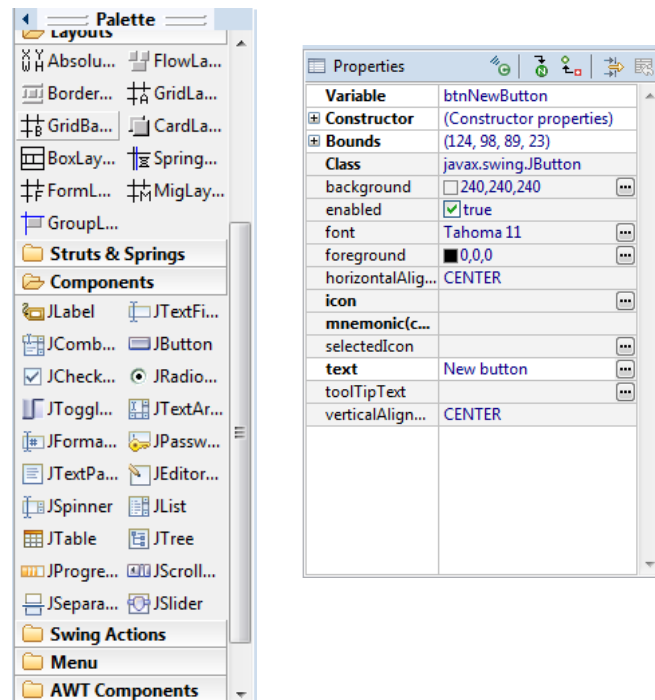 Palette
Layouts
Absolu... FlowLa...
Border... GridLa...
GridBa... CardLa...
BoxLay... Spring...
FormL... MigLay...
GroupL...
Struts & Springs
Components
JLabel JTextFi...
JComb... JButton
JCheck... JRadio...
JToggl... JTextAr...
JForma... JPassw...
JTextPa... JEditor...
JSpinner JList
JTable JTree
JProgre... JScroll...
JSepara... JSlider
Swing Actions
Menu
AWT Components
Properties
Variable btnNewButton
Constructor (Constructor properties)
Bounds (124, 98, 89, 23)
Class javax.swing.JButton
background 240,240,240
enabled true
font Tahoma 11
foreground 0,0,0
horizontalAlig... CENTER
icon
mnemonic(c...
selectedIcon
text New button
toolTipText
verticalAlign... CENTER